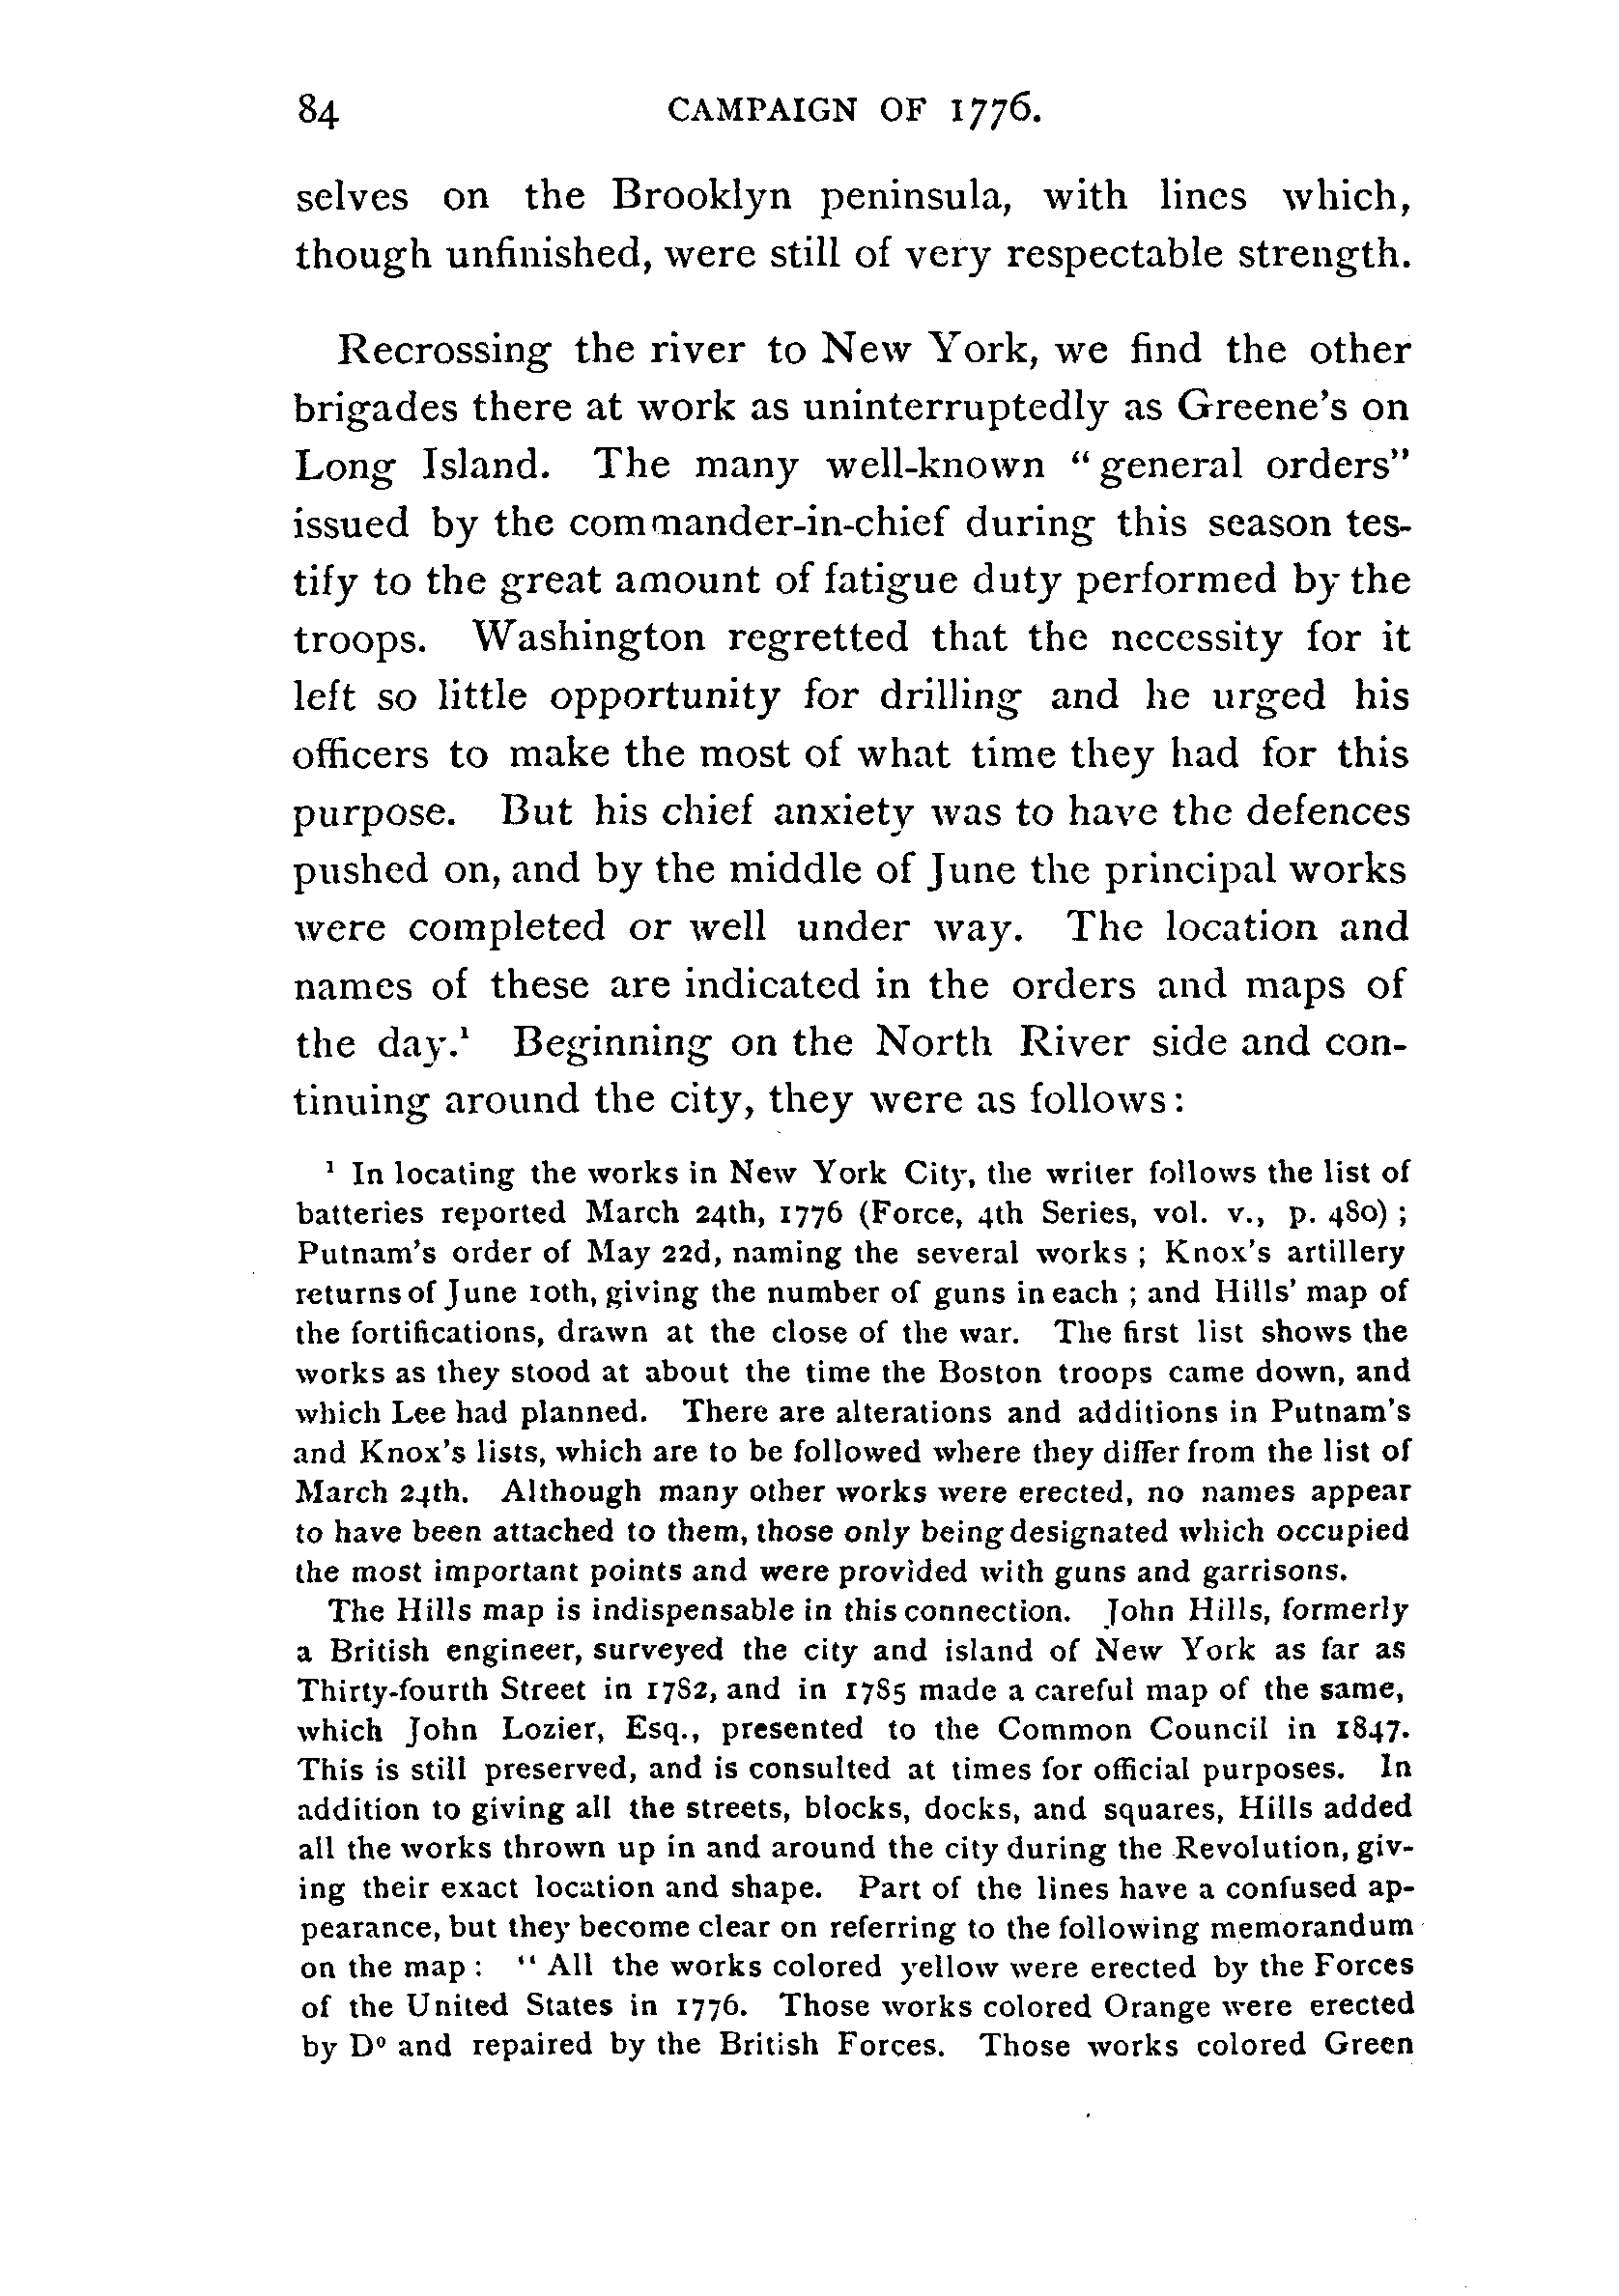 84 CAMPAIGN OF 1776.
selves on the Brooklyn peninsula, with lines which,
though unfinished, were still of very respectable strength.
Recrossing the river to New York, we find the other
brigades there at work as uninterruptedly as Greene's on
Long Island. The many well-known “general orders”
issued by the commander-in-chief during this season tes-
tify to the great amount of fatigue duty performed by the
troops. Washington regretted that the necessity for it
left so little opportunity for drilling and he urged his
officers to make the most of what time they had for this
purpose. But his chief anxiety was to have the defences
pushed on, and by the middle of June the principal works
were completed or well under way. The location and
names of these are indicated in the orders and maps of
the day.¹ Beginning on the North River side and con-
tinuing around the city, they were as follows:
¹ In locating the works in New York City, the writer follows the list of
batteries reported March 24th, 1776 (Force, 4th Series, vol. v., p. 480) ;
Putnam's order of May 22d, naming the several works ; Knox's artillery
returns of June 10th, giving the number of guns in each ; and Hills' map of
the fortifications, drawn at the close of the war. The first list shows the
works as they stood at about the time the Boston troops came down, and
which Lee had planned. There are alterations and additions in Putnam's
and Knox's lists, which are to be followed where they differ from the list of
March 24th. Although many other works were erected, no names appear
to have been attached to them, those only being designated which occupied
the most important points and were provided with guns and garrisons.
The Hills map is indispensable in this connection. John Hills, formerly
a British engineer, surveyed the city and island of New York as far as
Thirty-fourth Street in 1782, and in 1785 made a careful map of the same,
which John Lozier, Esq., presented to the Common Council in 1847.
This is still preserved, and is consulted at times for official purposes. In
addition to giving all the streets, blocks, docks, and squares, Hills added
all the works thrown up in and around the city during the Revolution, giv-
ing their exact location and shape. Part of the lines have a confused ap-
pearance, but they become clear on referring to the following memorandum
on the map : “ All the works colored yellow were erected by the Forces
of the United States in 1776. Those works colored Orange were erected
by Dº and repaired by the British Forces. Those works colored Green